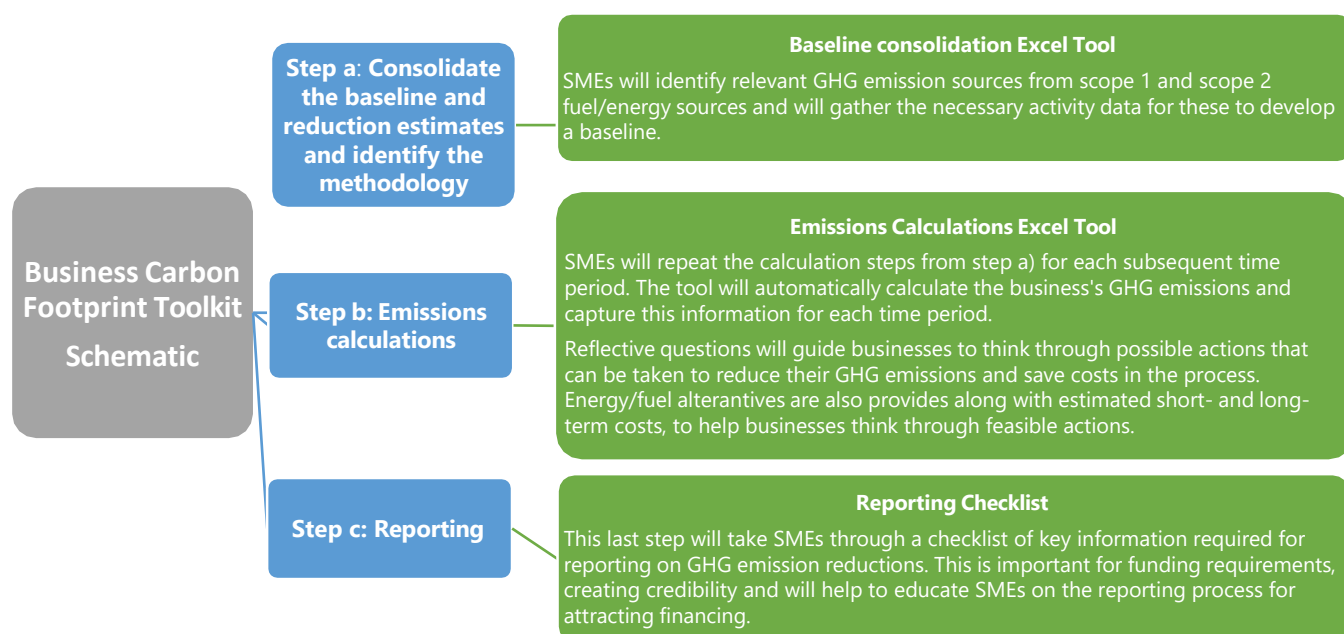 Business Carbon
Footprint Toolkit
Schematic
Step a: Consolidate
the baseline and
reduction estimates
and identify the
methodology
Baseline consolidation Excel Tool
SMEs will identify relevant GHG emission sources from scope 1 and scope 2
fuel/energy sources and will gather the necessary activity data for these to develop
a baseline.
Step b: Emissions
calculations
Emissions Calculations Excel Tool
SMEs will repeat the calculation steps from step a) for each subsequent time
period. The tool will automatically calculate the business's GHG emissions and
capture this information for each time period.
Reflective questions will guide businesses to think through possible actions that
can be taken to reduce their GHG emissions and save costs in the process.
Energy/fuel alterantives are also provides along with estimated short- and long-
term costs, to help businesses think through feasible actions.
Step c: Reporting
Reporting Checklist
This last step will take SMEs through a checklist of key information required for
reporting on GHG emission reductions. This is important for funding requirements,
creating credibility and will help to educate SMEs on the reporting process for
attracting financing.